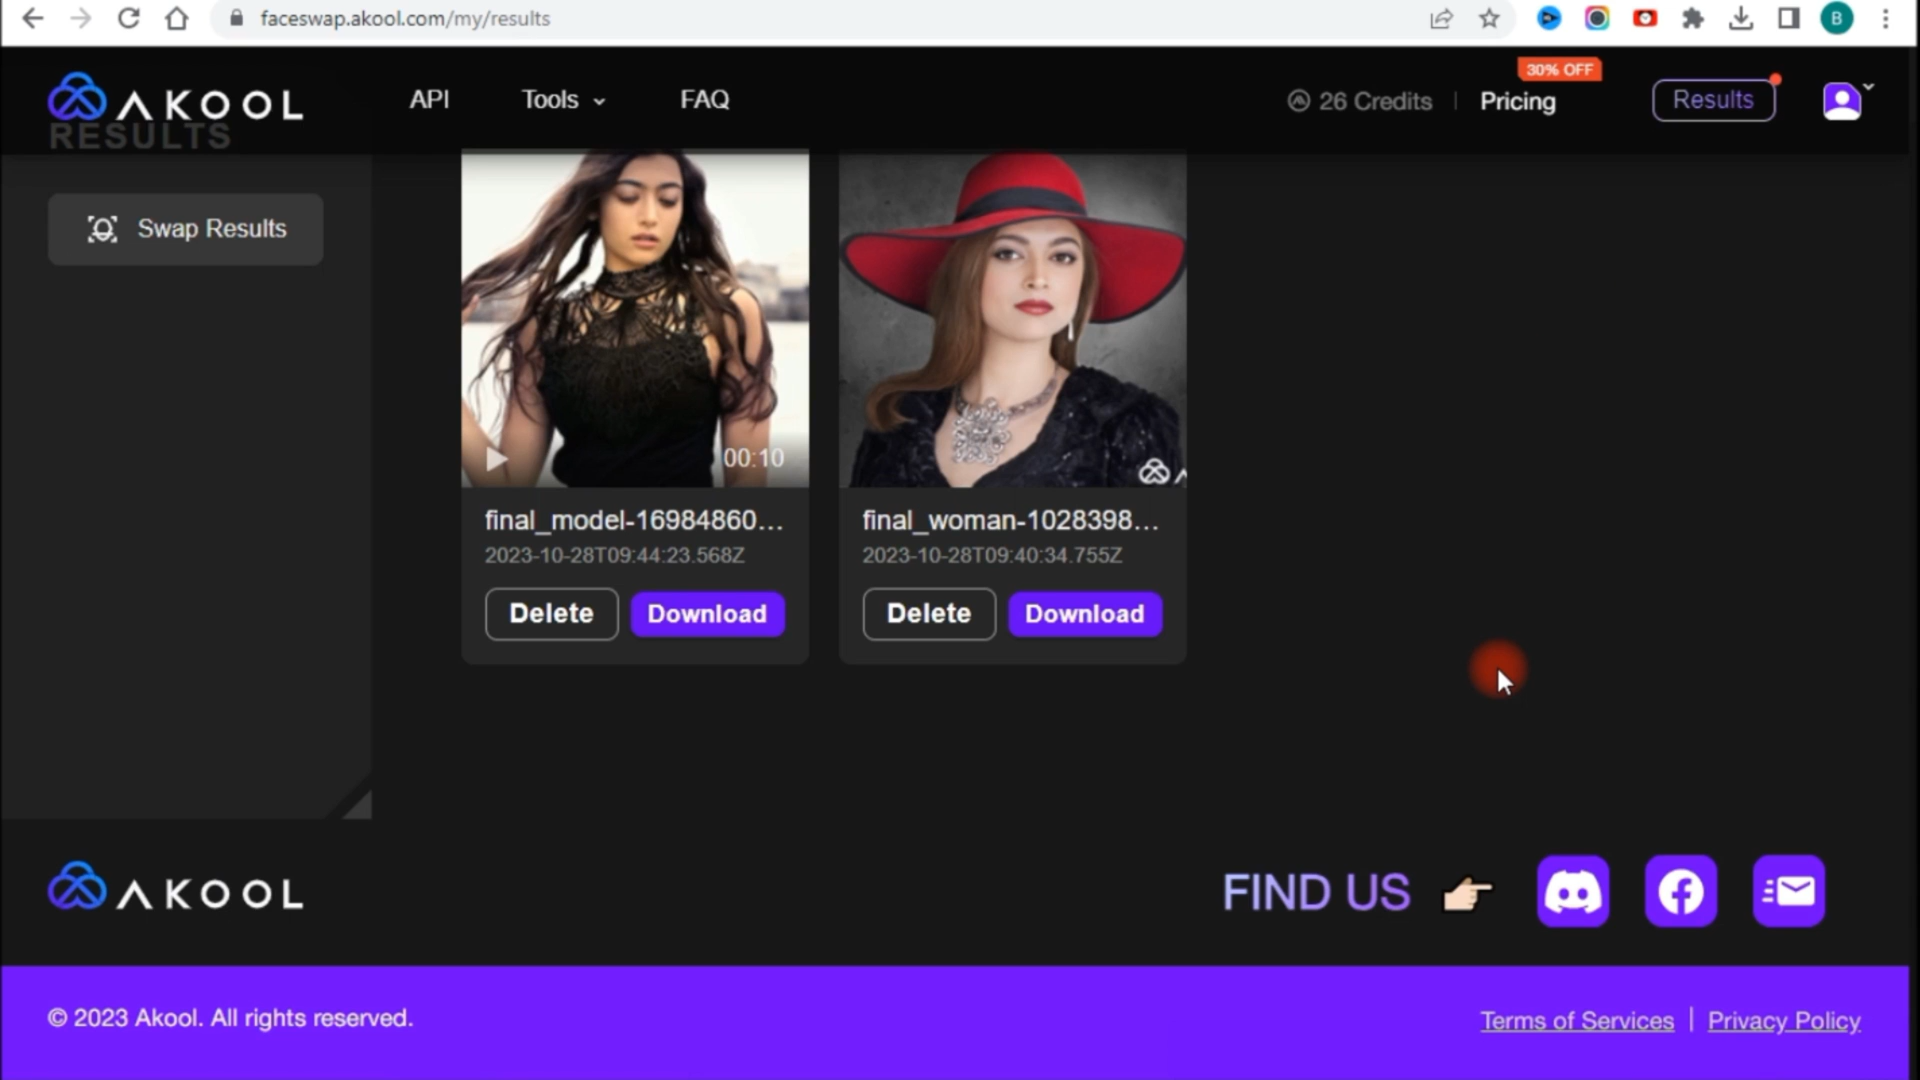 faceswap.akool.com/my/results
B
AKOOL
API
Tools
FAQ
26 Credits
30% OFF
Pricing
Results
RESULTS
Swap Results
00:10
final_model-16984860...
2023-10-28T09:44:23.568Z
Delete
Download
final_woman-1028398...
2023-10-28T09:40:34.755Z
Delete
Download
AKOOL
FIND US
© 2023 Akool. All rights reserved.
Terms of Services | Privacy Policy